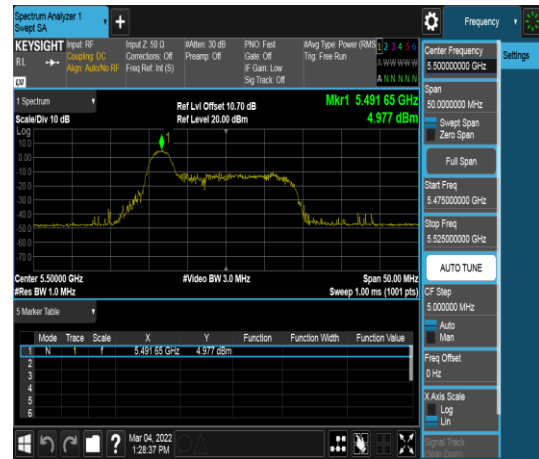 Spectrum Analyzer 1
Swept SA
+
Frequency
KEYSIGHT
RL
Input: RF
Coupling: DC
Align: Auto/No RF
Input Z: 50 Ω
Corrections: Off
Freq Ref: Int (S)
#Atten: 30 dB
Preamp: Off
PNO: Fast
Gate: Off
IF Gain: Low
Sig Track: Off
#Avg Type: Power (RMS)
Trig: Free Run
1 2 3 4 5 6
A W W W W W
A N N N N N
1 Spectrum
Scale/Div 10 dB
Ref Lvl Offset 10.70 dB
Ref Level 20.00 dBm
Mkr1 5.491 65 GHz
4.977 dBm
Log
10.0
0.00
-10.0
-20.0
-30.0
-40.0
-50.0
-60.0
-70.0
1
Center 5.50000 GHz
#Res BW 1.0 MHz
#Video BW 3.0 MHz
Span 50.00 MHz
Sweep 1.00 ms (1001 pts)
5 Marker Table
Mode Trace Scale X Y Function Function Width Function Value
1 N 1 f 5.491 65 GHz 4.977 dBm
2
3
4
5
6
?
Mar 04, 2022
1:28:37 PM
Center Frequency
5.500000000 GHz
Span
50.0000000 MHz
Swept Span
Zero Span
Full Span
Start Freq
5.475000000 GHz
Stop Freq
5.525000000 GHz
AUTO TUNE
CF Step
5.000000 MHz
Auto
Man
Freq Offset
0 Hz
X Axis Scale
Log
Lin
Signal Track
(Span Zoom)
Settings